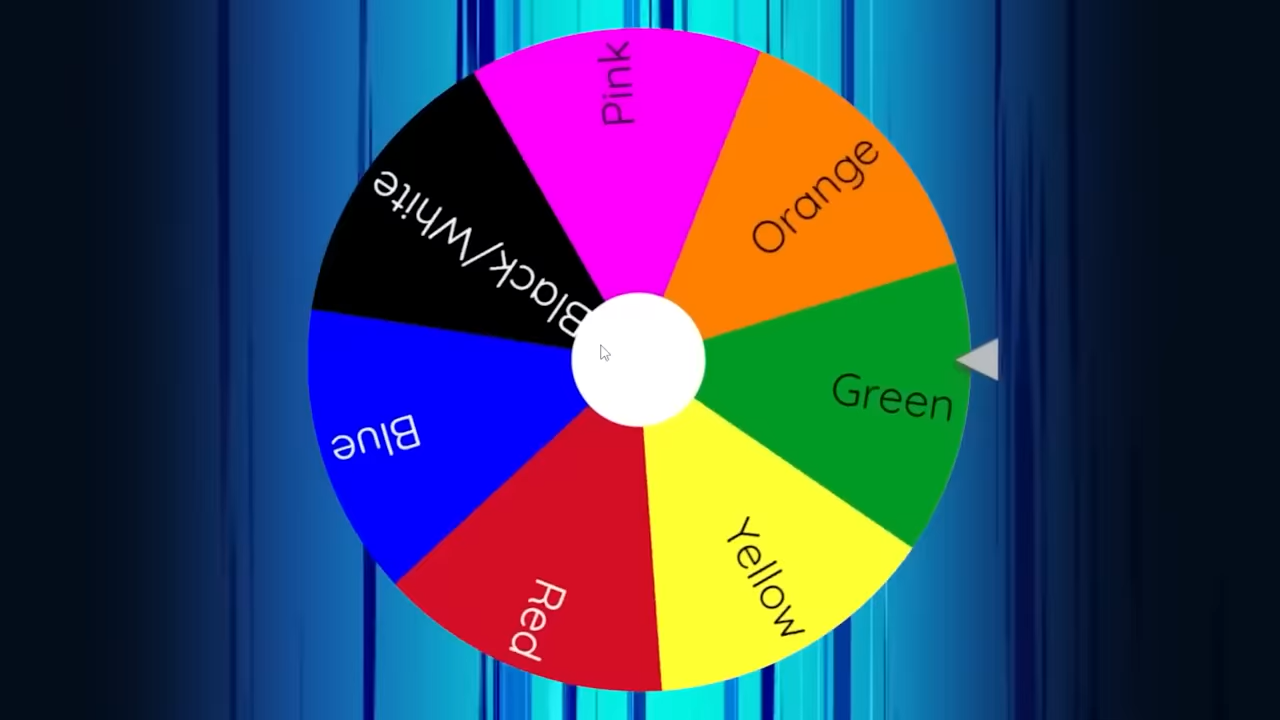 Pink
Orange
Green
Yellow
Red
Blue
Black/White